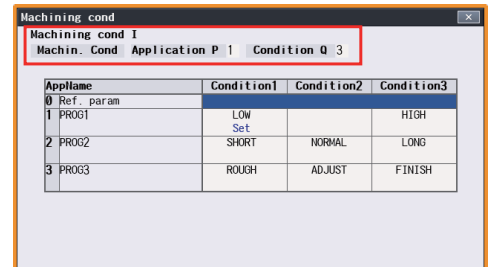 Machining cond
Machining cond I
Machin. Cond Application P 1 Condition Q 3
AppName Condition1 Condition2 Condition3
0 Ref. param
1 PROG1 LOW HIGH
Set
2 PROG2 SHORT NORMAL LONG
3 PROG3 ROUGH ADJUST FINISH